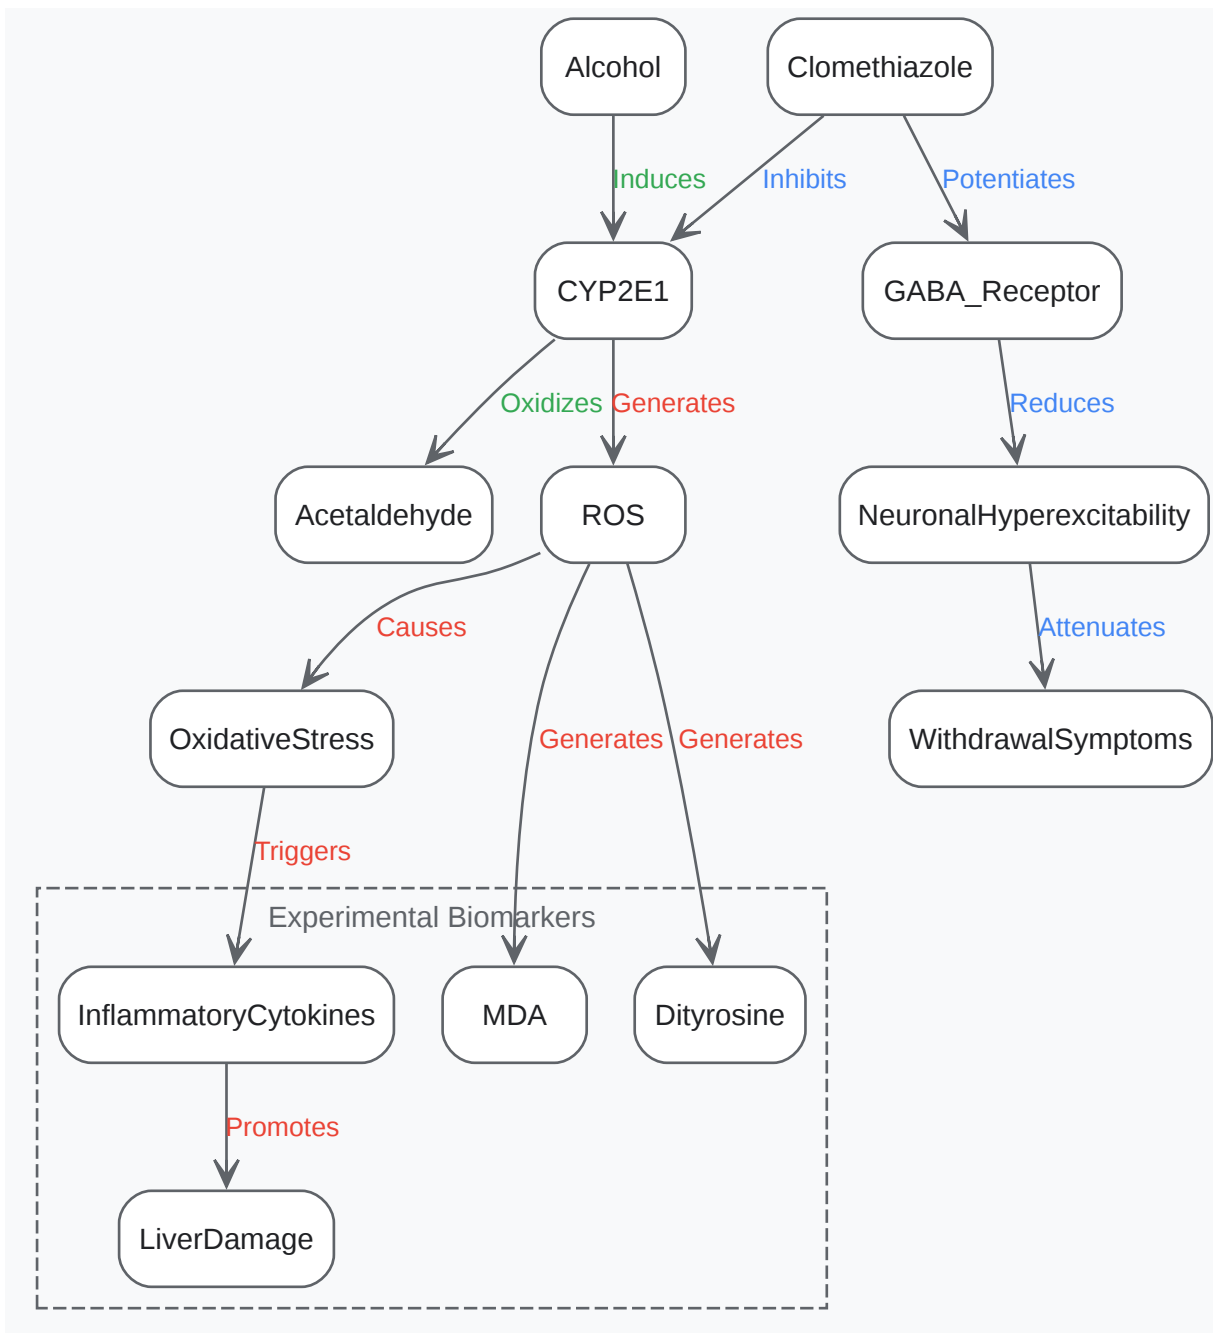 Alcohol
Clomethiazole
Induces
Inhibits
Potentiates
CYP2E1
GABA_Receptor
Oxidizes
Generates
Reduces
Acetaldehyde
ROS
NeuronalHyperexcitability
Causes
Attenuates
OxidativeStress
Generates
Generates
WithdrawalSymptoms
Triggers
Experimental Biomarkers
InflammatoryCytokines
MDA
Dityrosine
Promotes
LiverDamage